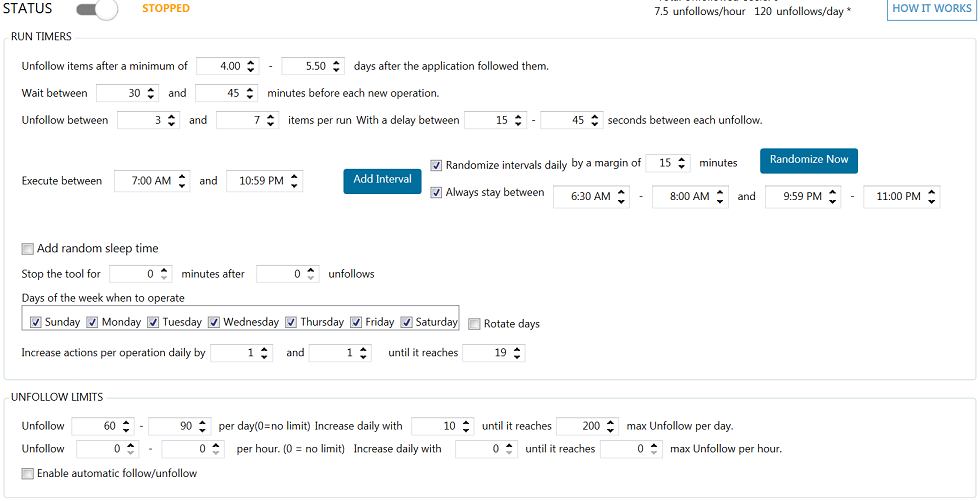 STATUS STOPPED
7.5 unfollows/hour 120 unfollows/day *
HOW IT WORKS
RUN TIMERS
Unfollow items after a minimum of 4.00 - 5.50 days after the application followed them.
Wait between 30 and 45 minutes before each new operation.
Unfollow between 3 and 7 items per run With a delay between 15 - 45 seconds between each unfollow.
Randomize intervals daily by a margin of 15 minutes Randomize Now
Execute between 7:00 AM and 10:59 PM Add Interval
Always stay between 6:30 AM - 8:00 AM and 9:59 PM - 11:00 PM
Add random sleep time
Stop the tool for 0 minutes after 0 unfollows
Days of the week when to operate
Sunday Monday Tuesday Wednesday Thursday Friday Saturday Rotate days
Increase actions per operation daily by 1 and 1 until it reaches 19
UNFOLLOW LIMITS
Unfollow 60 - 90 per day(0=no limit) Increase daily with 10 until it reaches 200 max Unfollow per day.
Unfollow 0 - 0 per hour. (0 = no limit) Increase daily with 0 until it reaches 0 max Unfollow per hour.
Enable automatic follow/unfollow